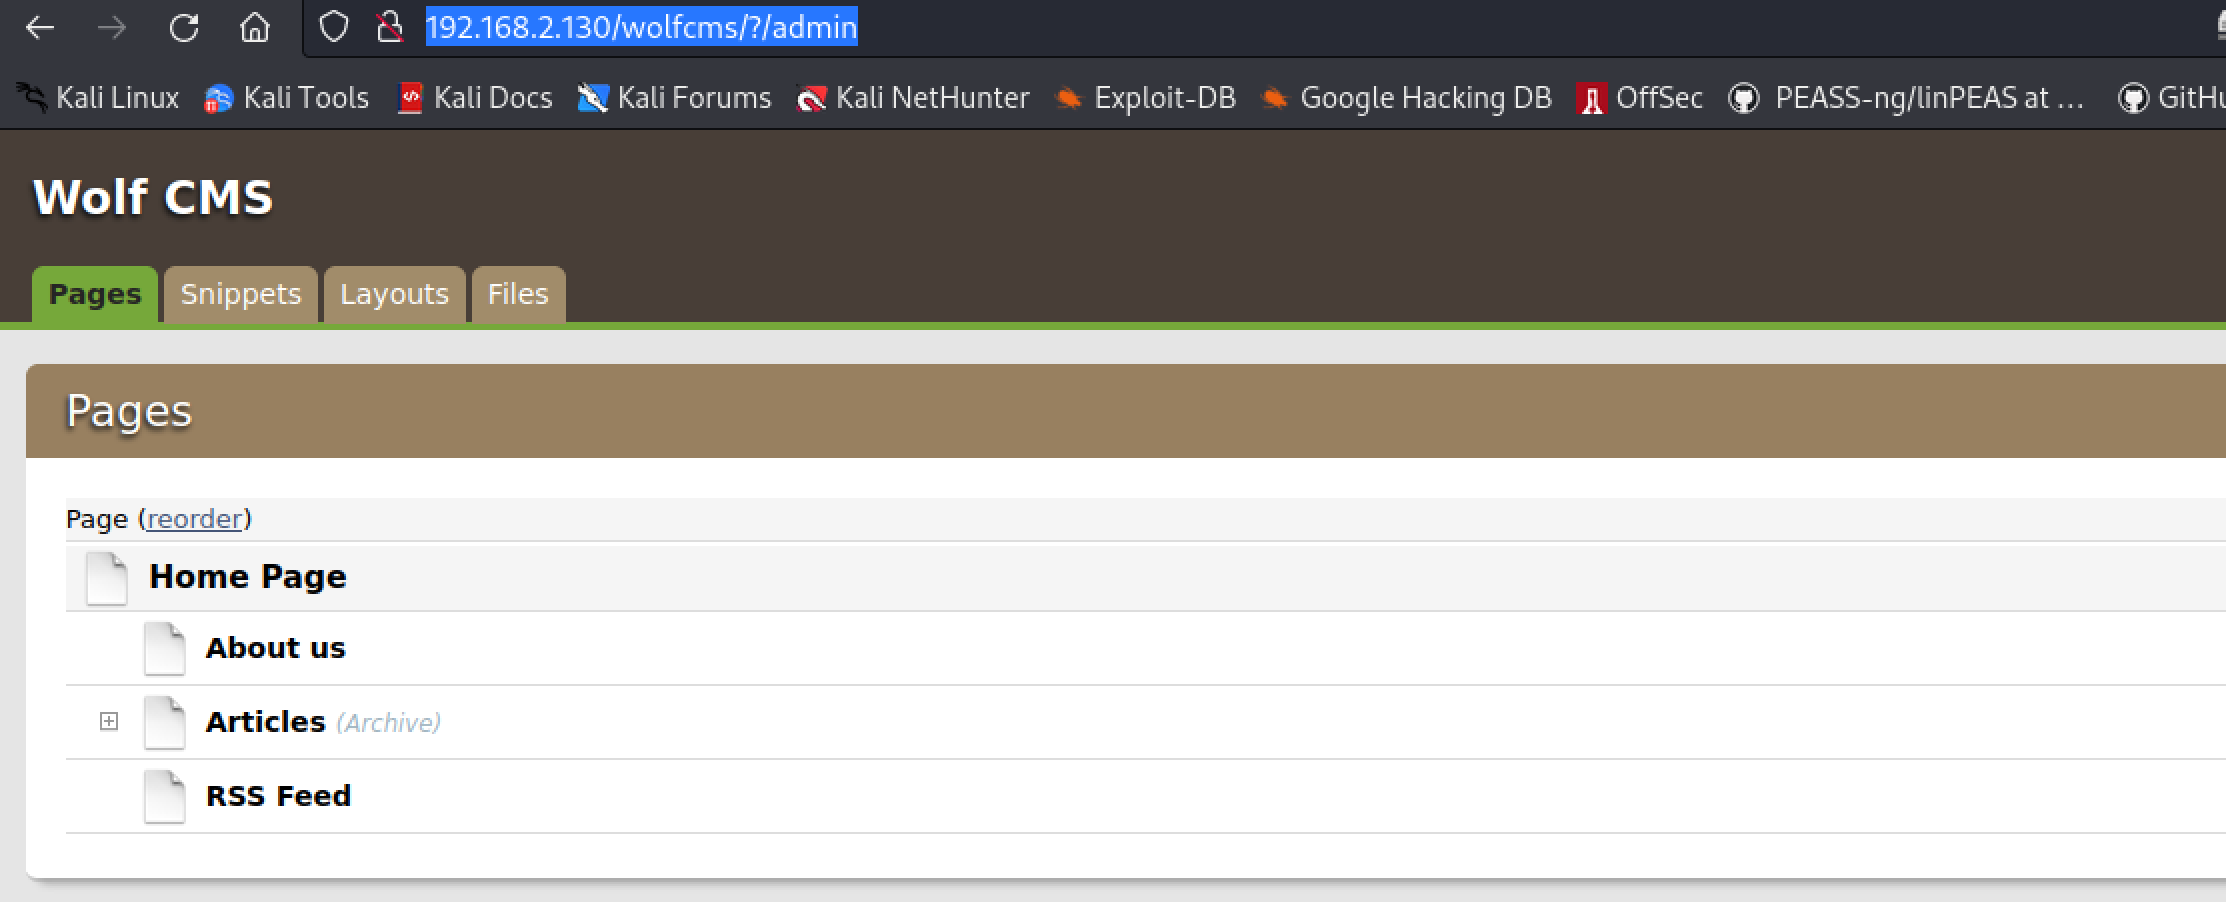 192.168.2.130/wolfcms/?/admin
Kali Linux Kali Tools Kali Docs Kali Forums Kali NetHunter Exploit-DB Google Hacking DB OffSec PEASS-ng/linPEAS at ... GitHu
Wolf CMS
Pages Snippets Layouts Files
Pages
Page (reorder)
Home Page
About us
Articles (Archive)
RSS Feed